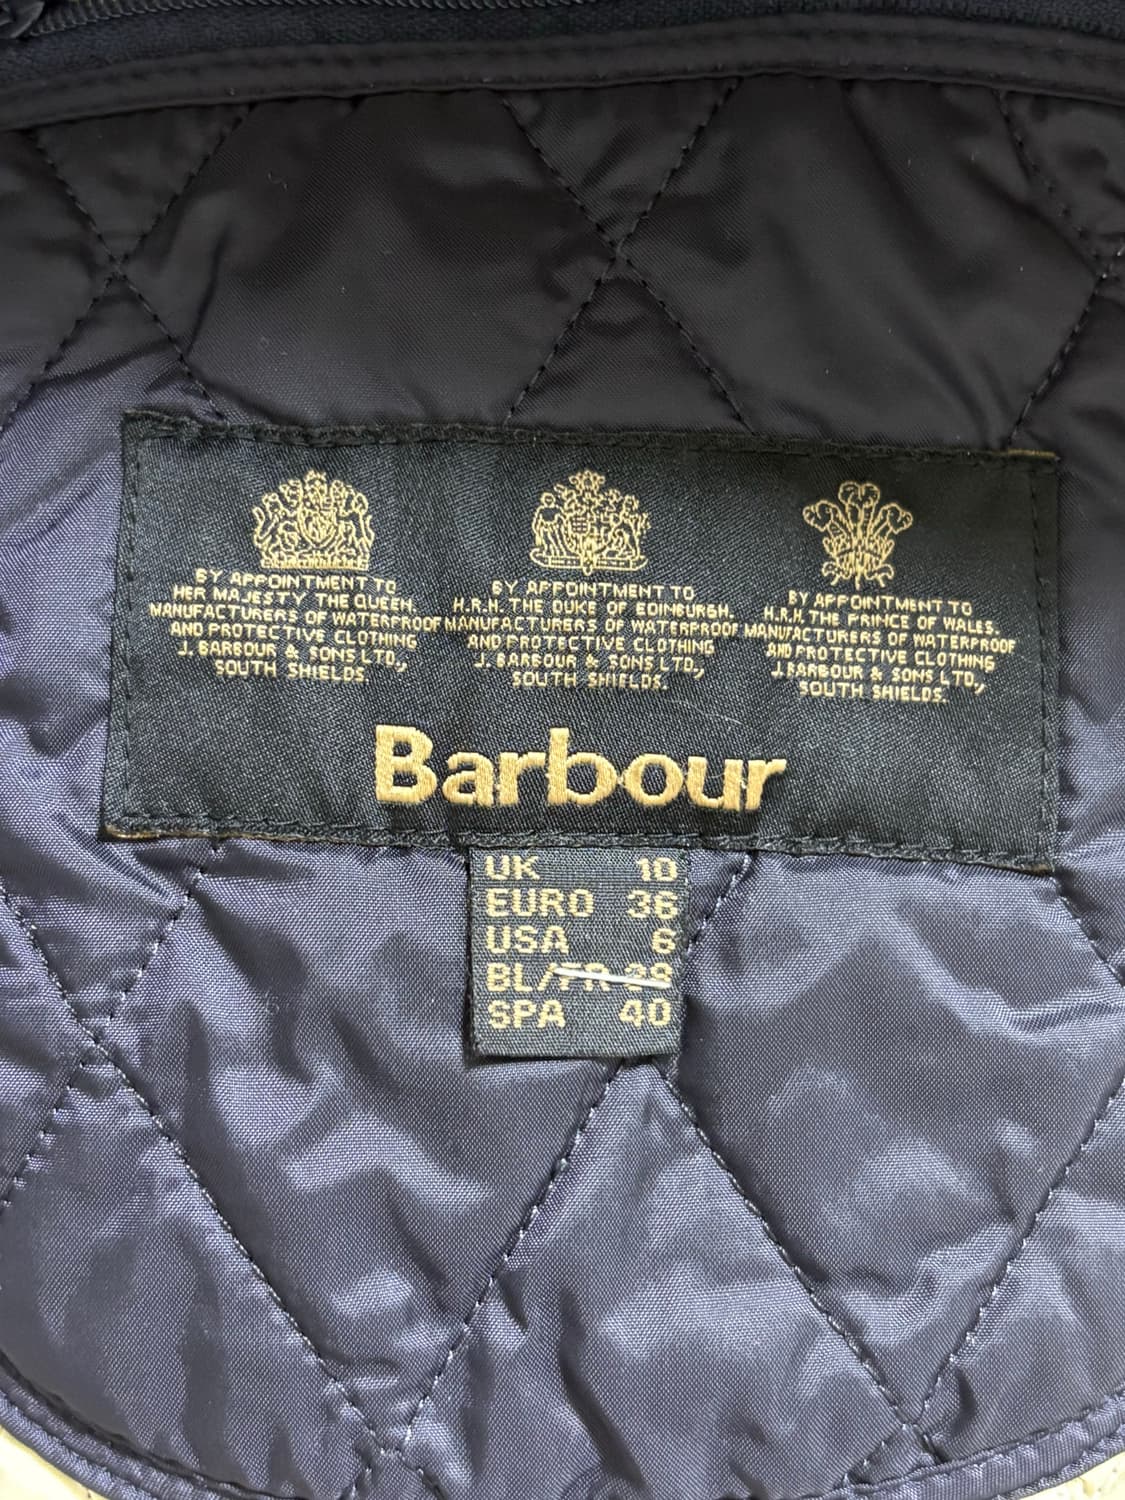 BY APPOINTMENT TO
HER MAJESTY THE QUEEN.
MANUFACTURERS OF WATERPROOF
AND PROTECTIVE CLOTHING
J. BARBOUR & SONS LTD.,
SOUTH SHIELDS.
BY APPOINTMENT TO
H.R.H. THE DUKE OF EDINBURGH.
MANUFACTURERS OF WATERPROOF
AND PROTECTIVE CLOTHING
J. BARBOUR & SONS LTD.,
SOUTH SHIELDS.
BY APPOINTMENT TO
H.R.H. THE PRINCE OF WALES.
MANUFACTURERS OF WATERPROOF
AND PROTECTIVE CLOTHING
J. BARBOUR & SONS LTD.,
SOUTH SHIELDS.
Barbour
UK 10
EURO 36
USA 6
BL/FR
SPA 40